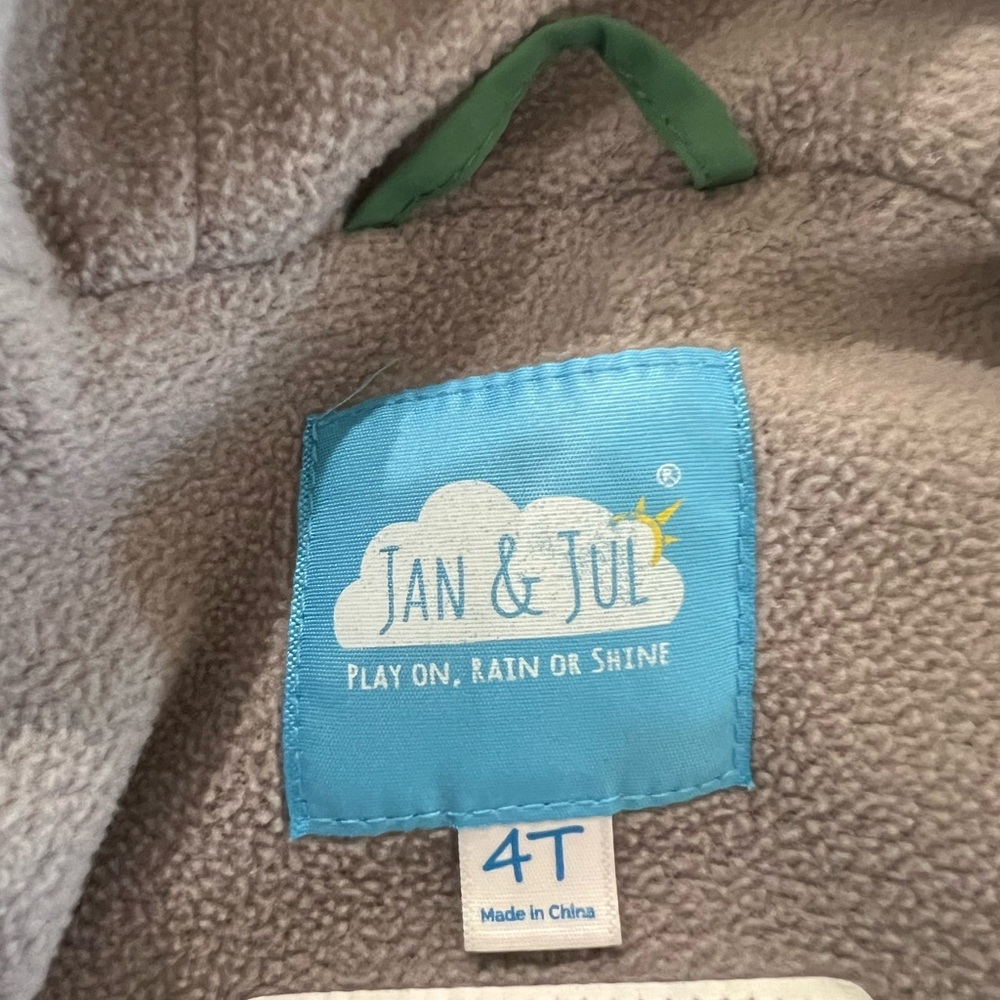 ®
JAN & JUL
PLAY ON, RAIN OR SHINE
4T
Made in China